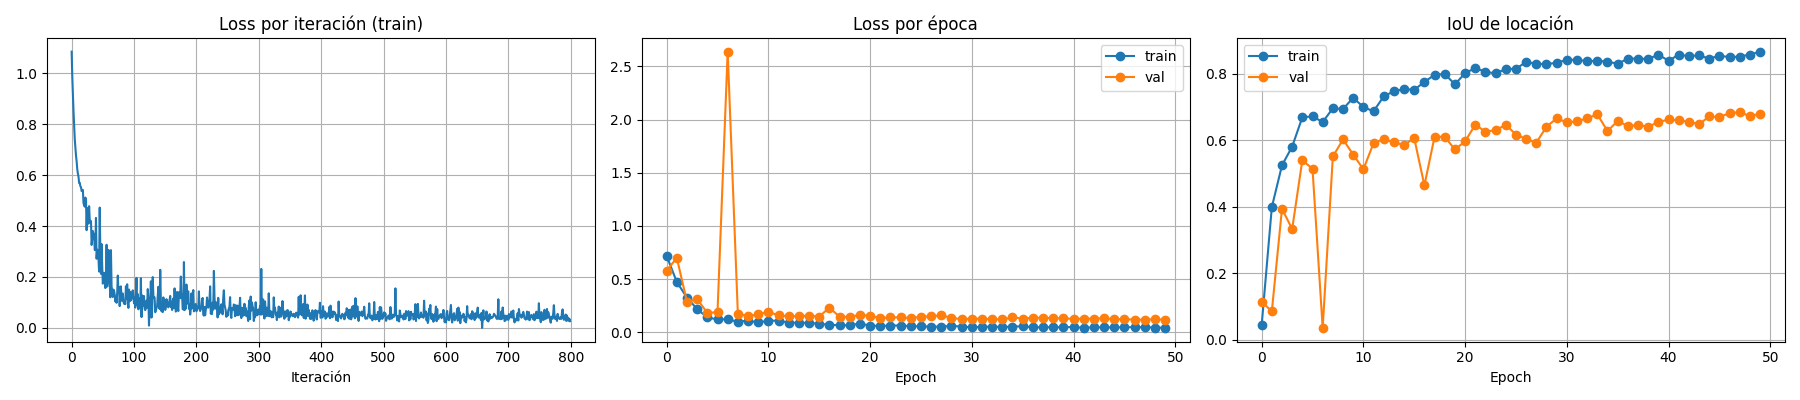 Loss por iteración (train)
1.0
0.8
0.6
0.4
0.2
0.0
0 100 200 300 400 500 600 700 800
Iteración
Loss por época
train
val
2.5
2.0
1.5
1.0
0.5
0.0
0 10 20 30 40 50
Epoch
IoU de locación
train
val
0.8
0.6
0.4
0.2
0.0
0 10 20 30 40 50
Epoch